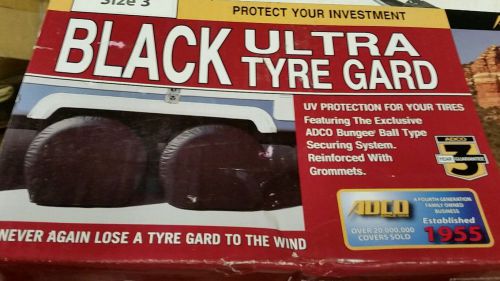 Size 3
PROTECT YOUR INVESTMENT
BLACK ULTRA
TYRE GARD
UV PROTECTION FOR YOUR TIRES
Featuring The Exclusive
ADCO Bungee® Ball Type
Securing System.
Reinforced With
Grommets.
ADCO
3
YEAR GUARANTEE
ADCO
OVER 20,000,000
COVERS SOLD
A FOURTH GENERATION
FAMILY OWNED
BUSINESS
Established
1955
NEVER AGAIN LOSE A TYRE GARD TO THE WIND